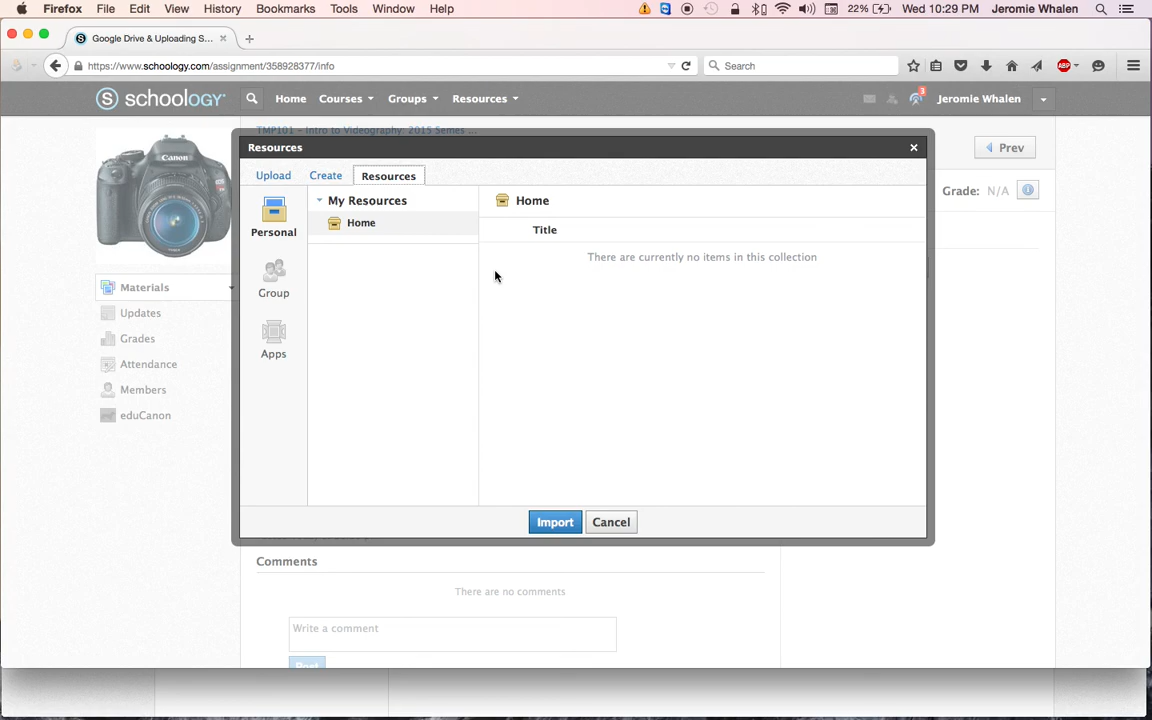 Firefox File Edit View History Bookmarks Tools Window Help 22% Wed 10:29 PM Jeromie Whalen
Google Drive & Uploading S...
https://www.schoology.com/assignment/358928377/info Search ABP
S schoology Home Courses Groups Resources 3 Jeromie Whalen
TMP101 - Intro to Videography: 2015 Semes ...
Resources
Prev
Upload Create Resources
Grade: N/A
My Resources
Home
Home
Personal
Title
There are currently no items in this collection
Group
Apps
Canon
Materials
Updates
Grades
Attendance
Members
eduCanon
Import Cancel
Comments
There are no comments
Write a comment
Post